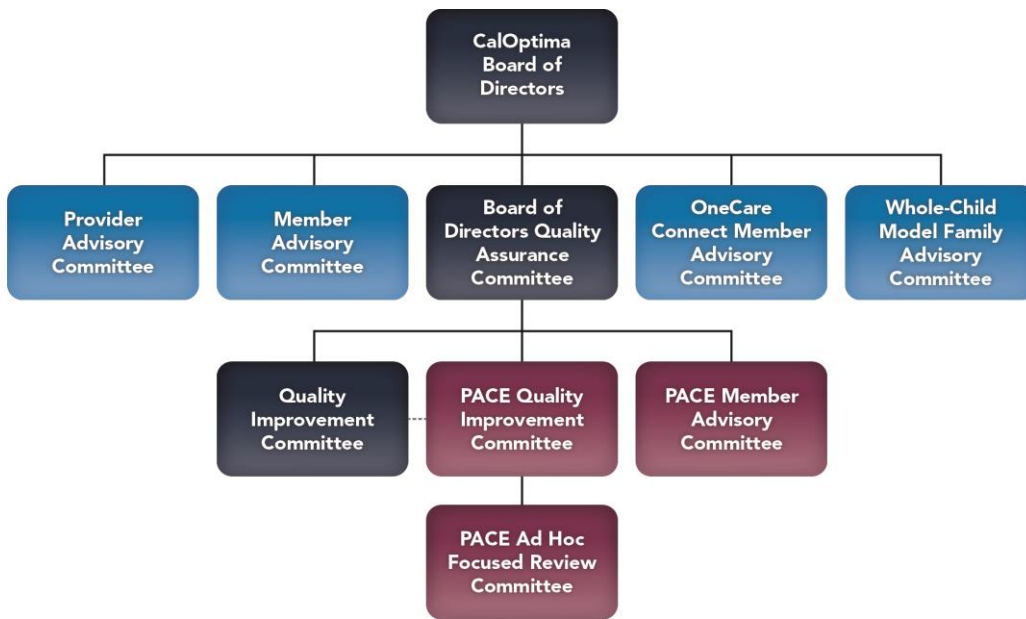 CalOptima
Board of
Directors
Provider
Advisory
Committee
Member
Advisory
Committee
Board of
Directors Quality
Assurance
Committee
OneCare
Connect Member
Advisory
Committee
Whole-Child
Model Family
Advisory
Committee
Quality
Improvement
Committee
PACE Quality
Improvement
Committee
PACE Member
Advisory
Committee
PACE Ad Hoc
Focused Review
Committee